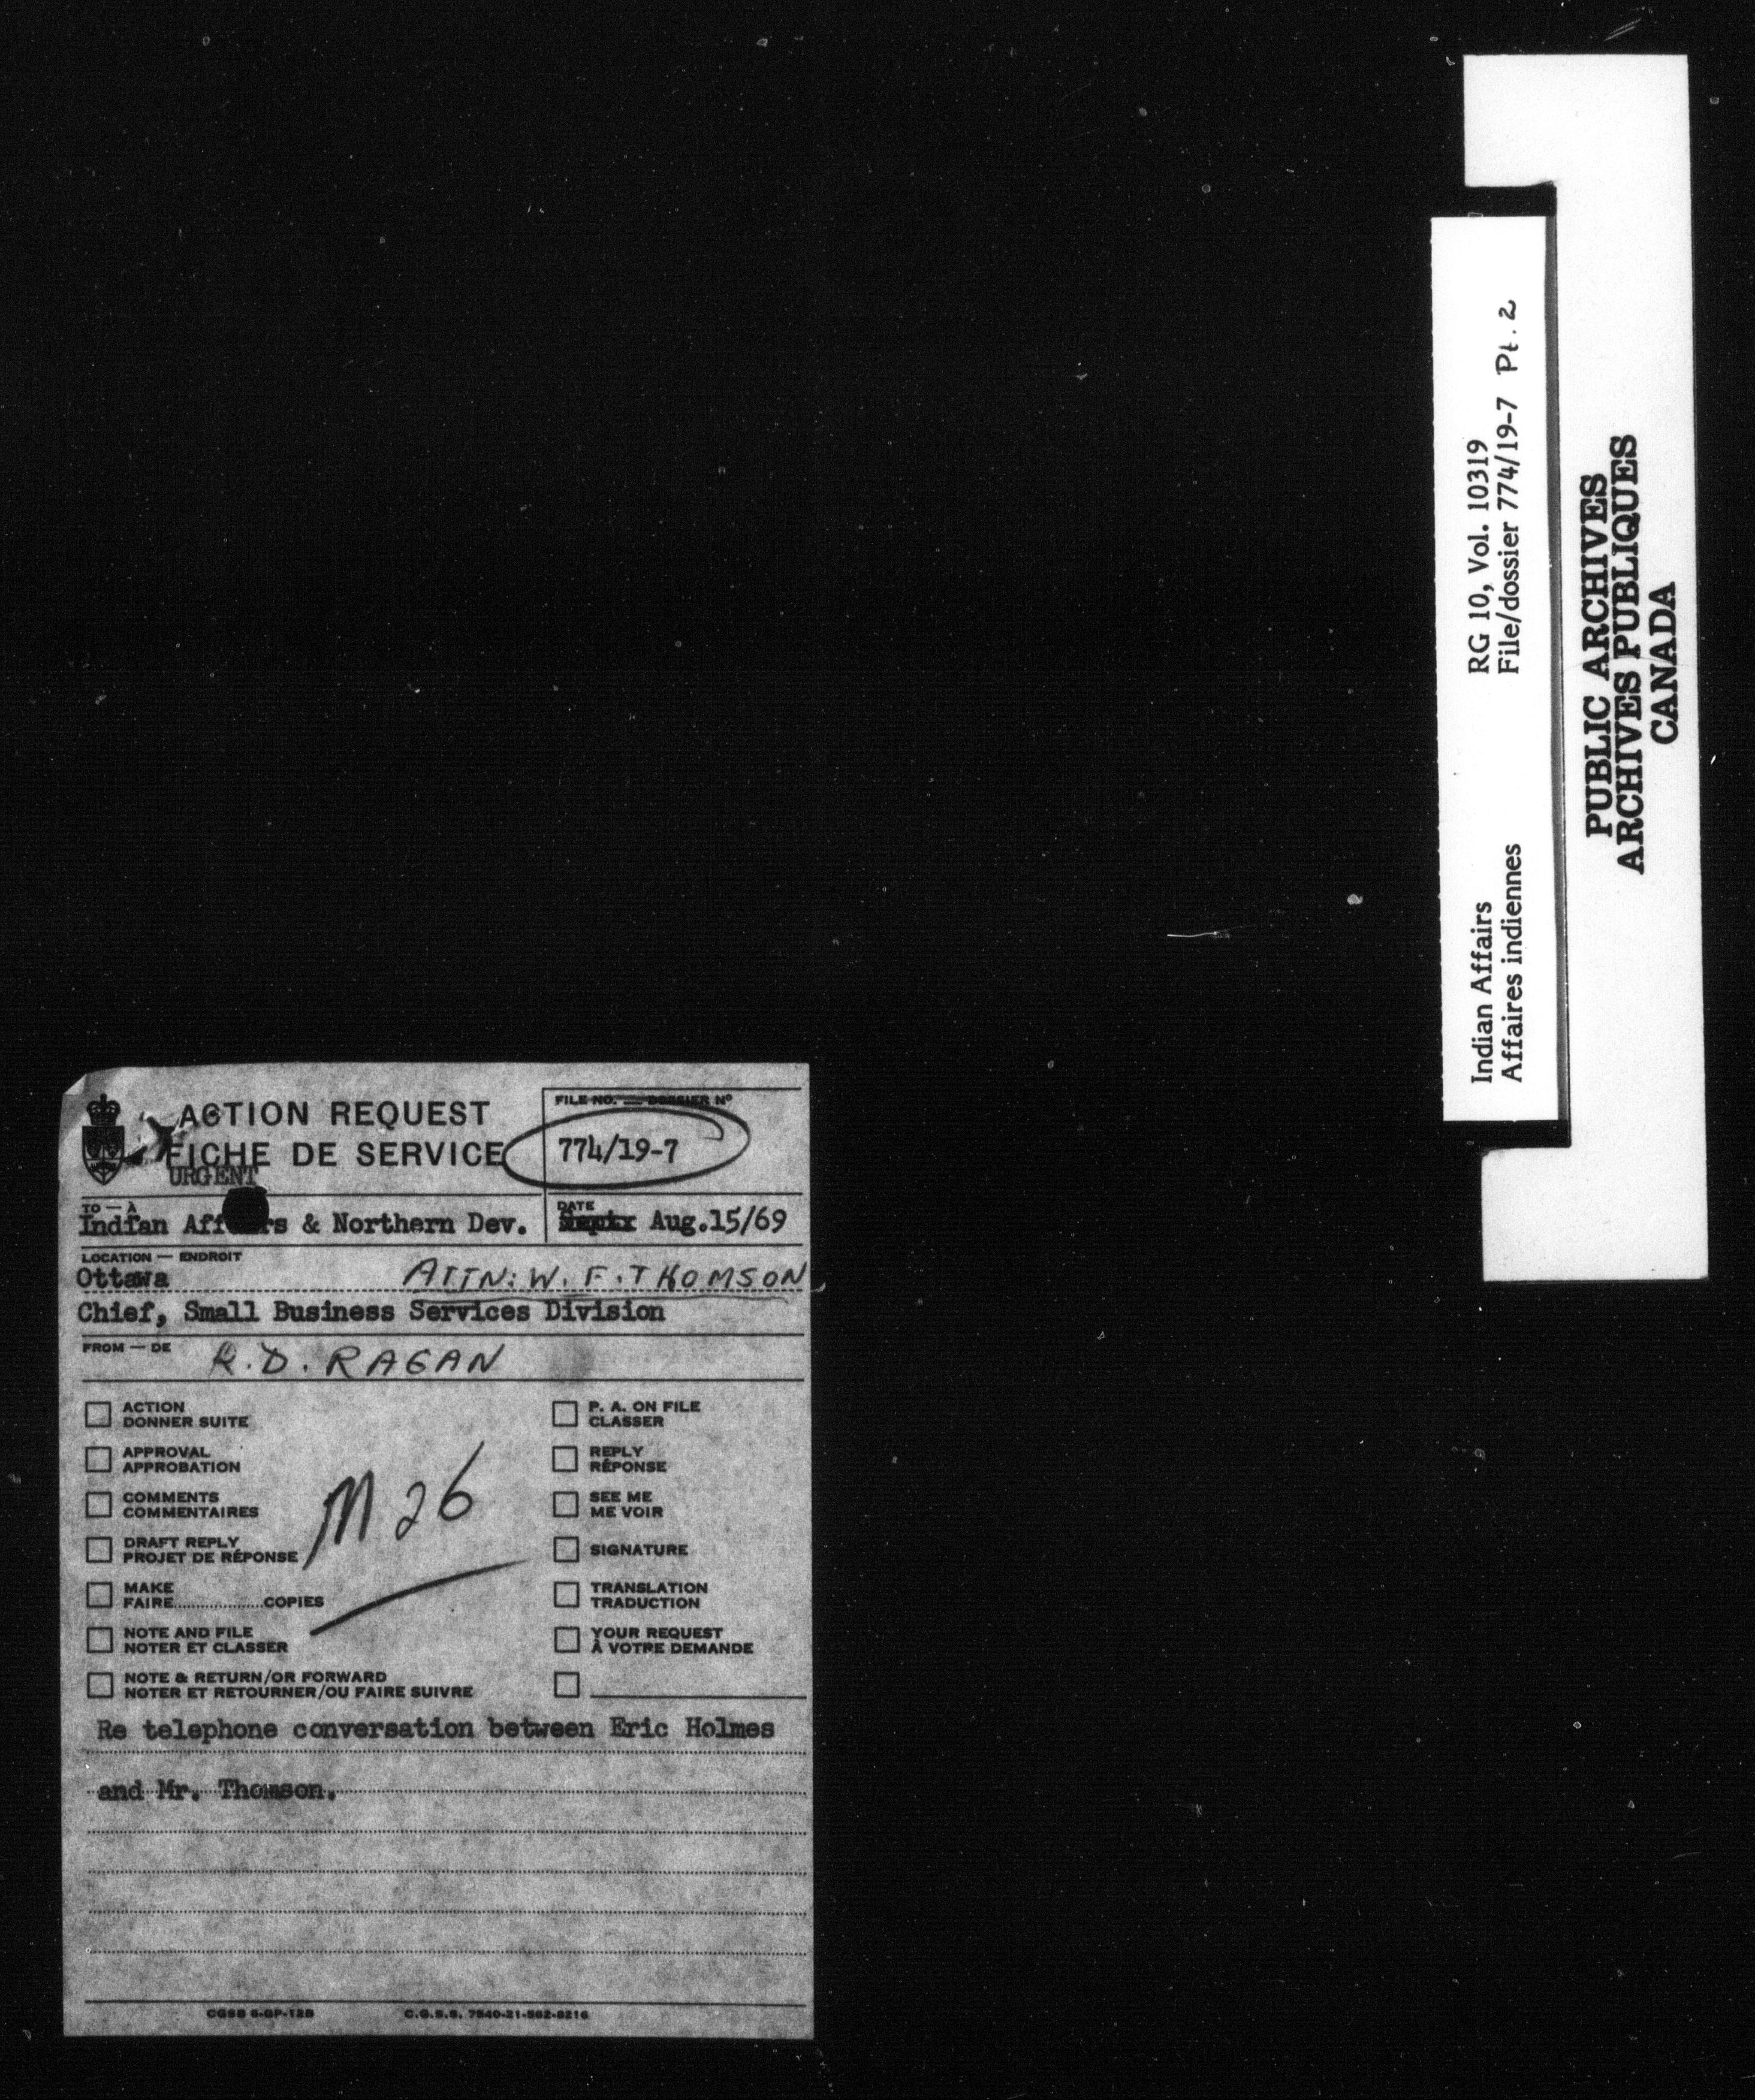 ACTION REQUEST
FICHE DE SERVICE
URGENT
FILE NO. — DOSSIER Nº
774/19-7
TO — À
Indian Affairs & Northern Dev.
DATE
Aug.15/69
LOCATION — ENDROIT
Ottawa ATTN: W. F. THOMSON
Chief, Small Business Services Division
FROM — DE
R. D. RAGAN
ACTION
DONNER SUITE
APPROVAL
APPROBATION
COMMENTS
COMMENTAIRES
DRAFT REPLY
PROJET DE RÉPONSE
MAKE
FAIRE..................COPIES
NOTE AND FILE
NOTER ET CLASSER
NOTE & RETURN/OR FORWARD
NOTER ET RETOURNER/OU FAIRE SUIVRE
M 26
P. A. ON FILE
CLASSER
REPLY
RÉPONSE
SEE ME
ME VOIR
SIGNATURE
TRANSLATION
TRADUCTION
YOUR REQUEST
À VOTRE DEMANDE
Re telephone conversation between Eric Holmes
and Mr. Thomson.
CGSB 6-GP-12B C.G.S.S. 7540-21-562-6216
Indian Affairs RG 10, Vol. 10319
Affaires indiennes File/dossier 774/19-7 Pt. 2
PUBLIC ARCHIVES
ARCHIVES PUBLIQUES
CANADA